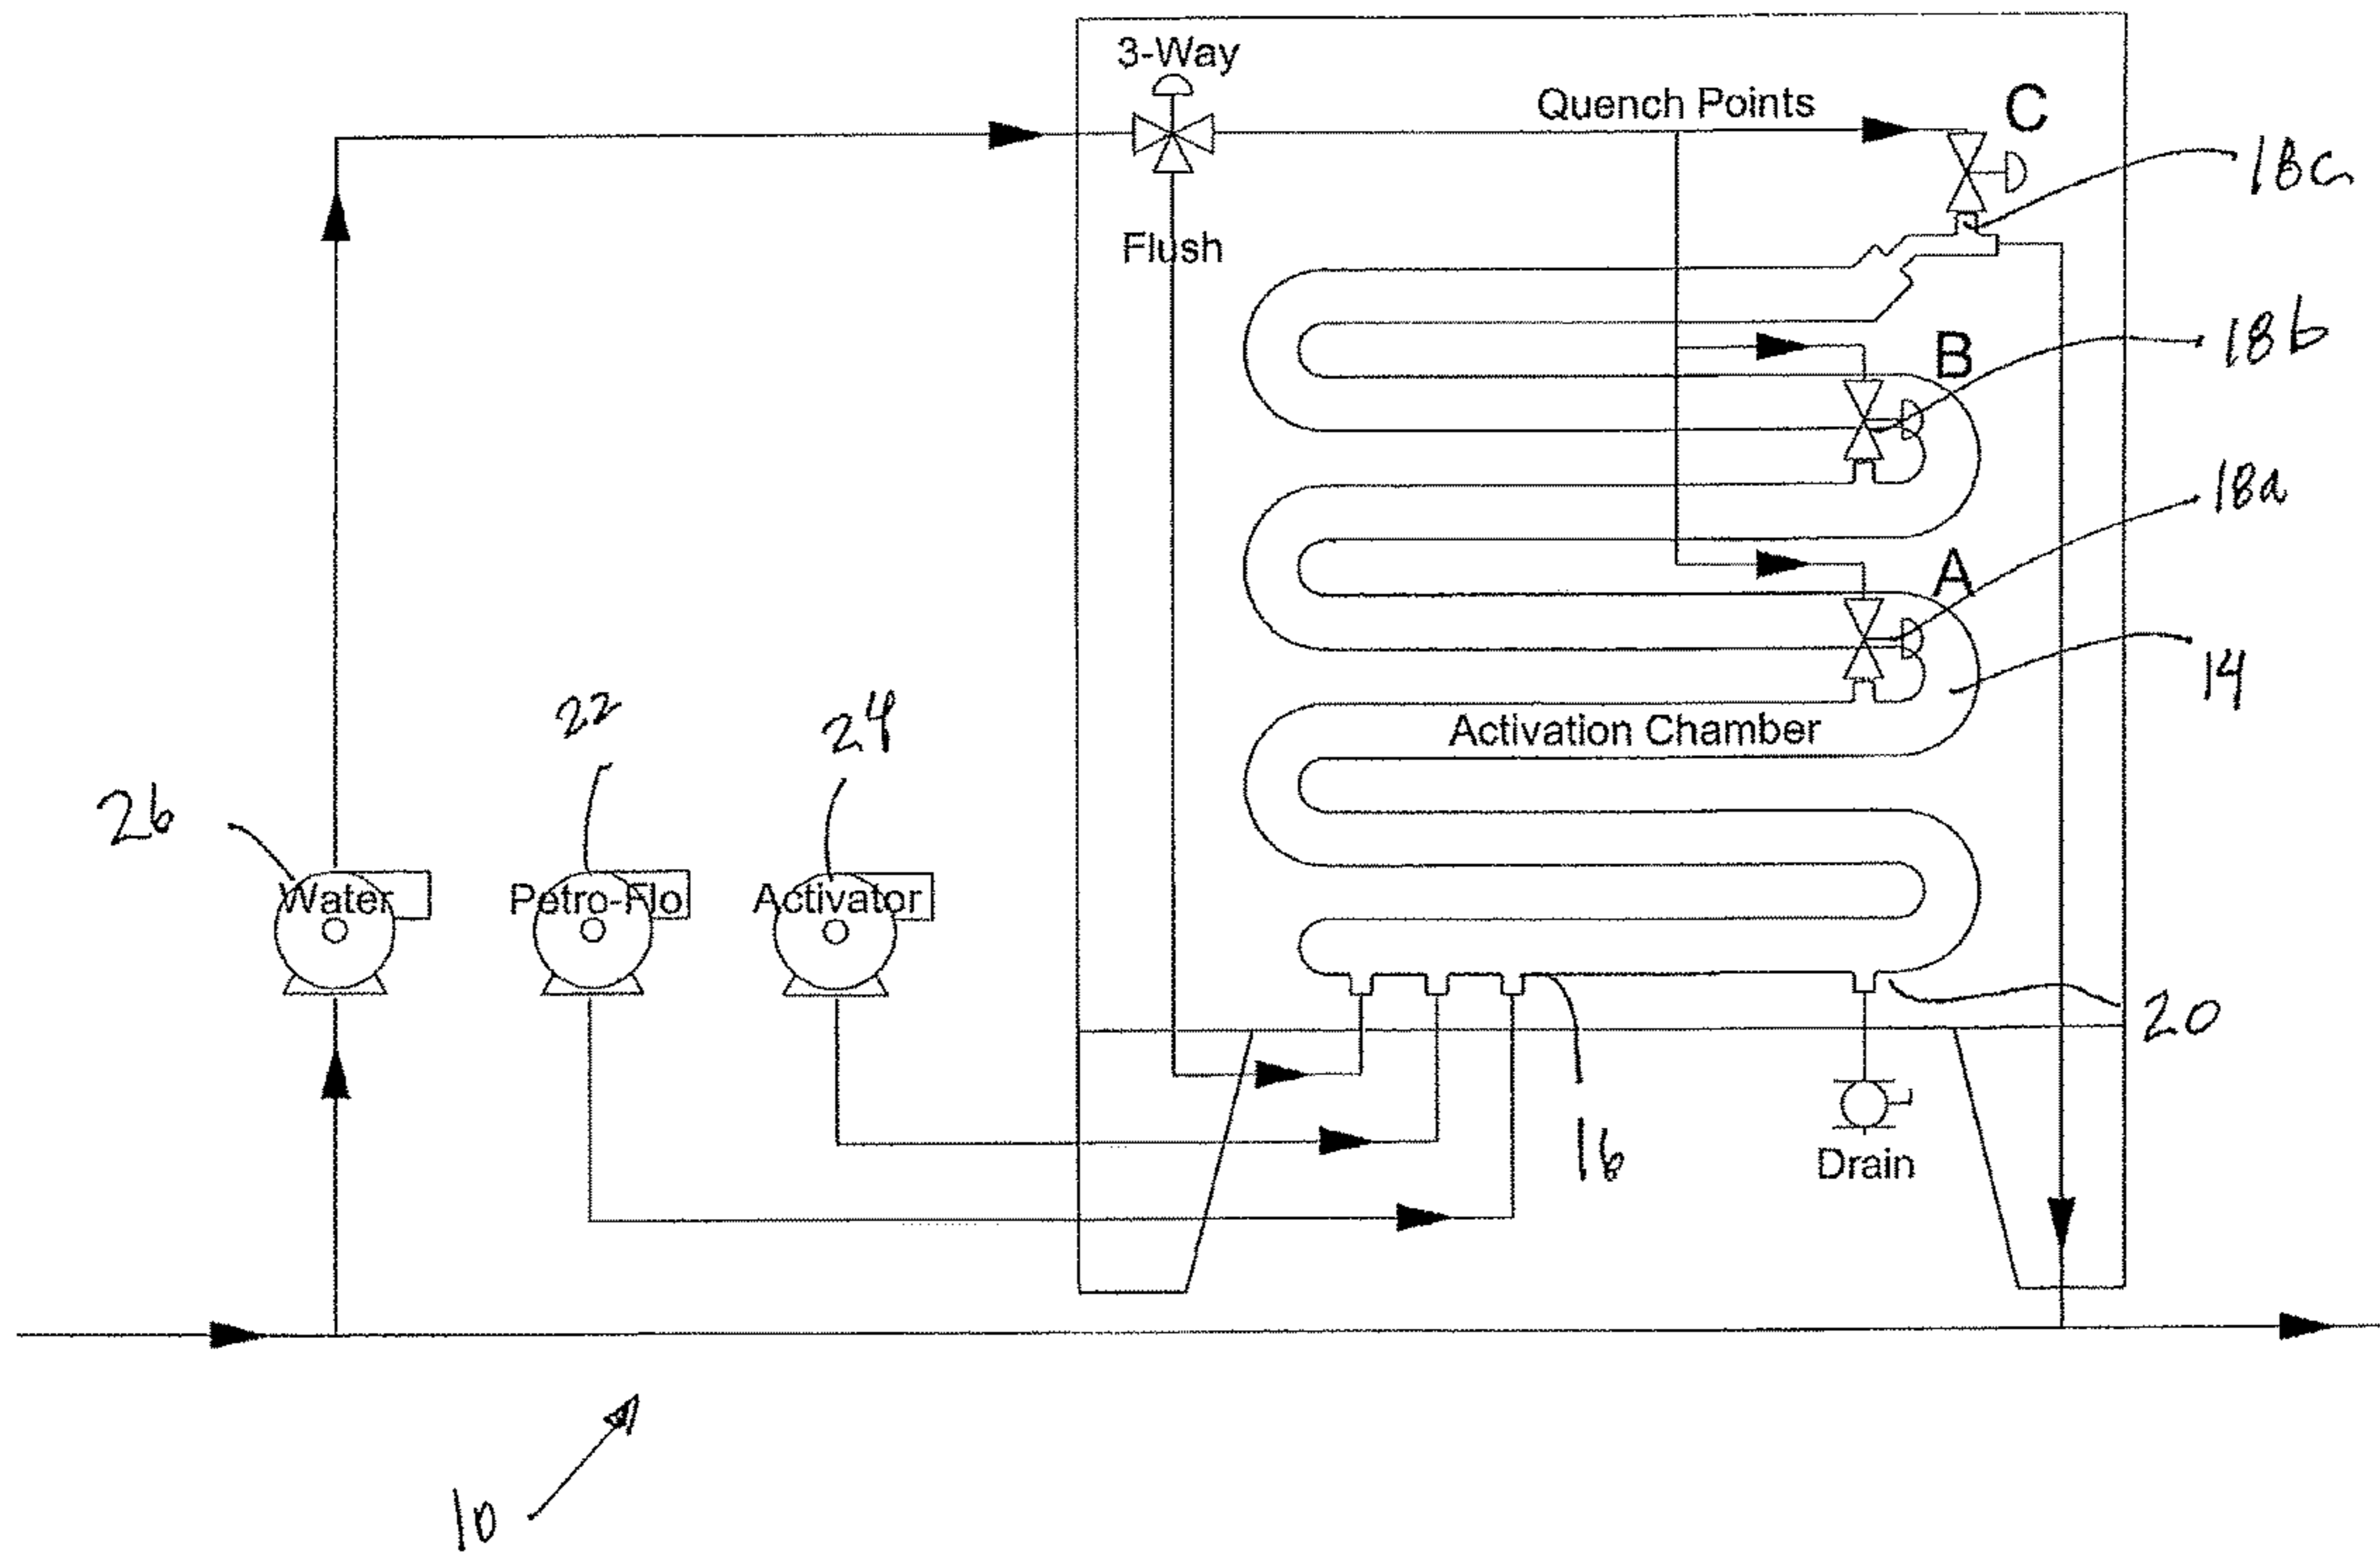 3-Way
Quench Points
C
18c
Flush
B
18b
A
18a
14
Activation Chamber
22
24
26
Water
Petro-Flo
Activator
20
16
Drain
10